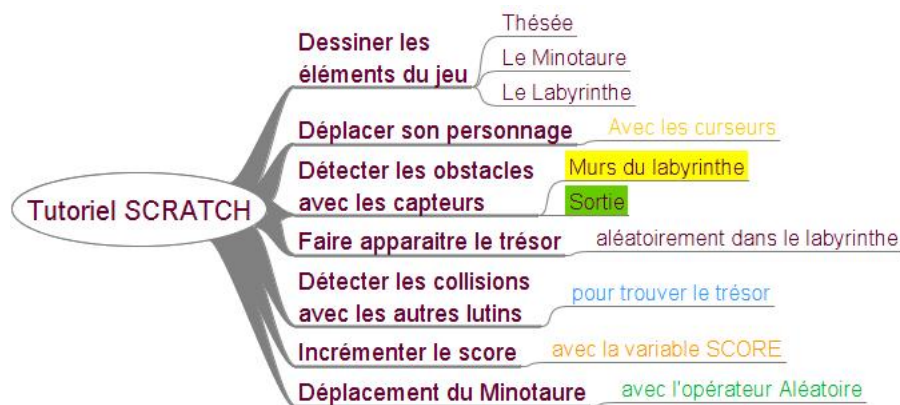 Tutoriel SCRATCH
Dessiner les
éléments du jeu
Thésée
Le Minotaure
Le Labyrinthe
Déplacer son personnage
Avec les curseurs
Détecter les obstacles
avec les capteurs
Murs du labyrinthe
Sortie
Faire apparaitre le trésor
aléatoirement dans le labyrinthe
Détecter les collisions
avec les autres lutins
pour trouver le trésor
Incrémenter le score
avec la variable SCORE
Déplacement du Minotaure
avec l'opérateur Aléatoire